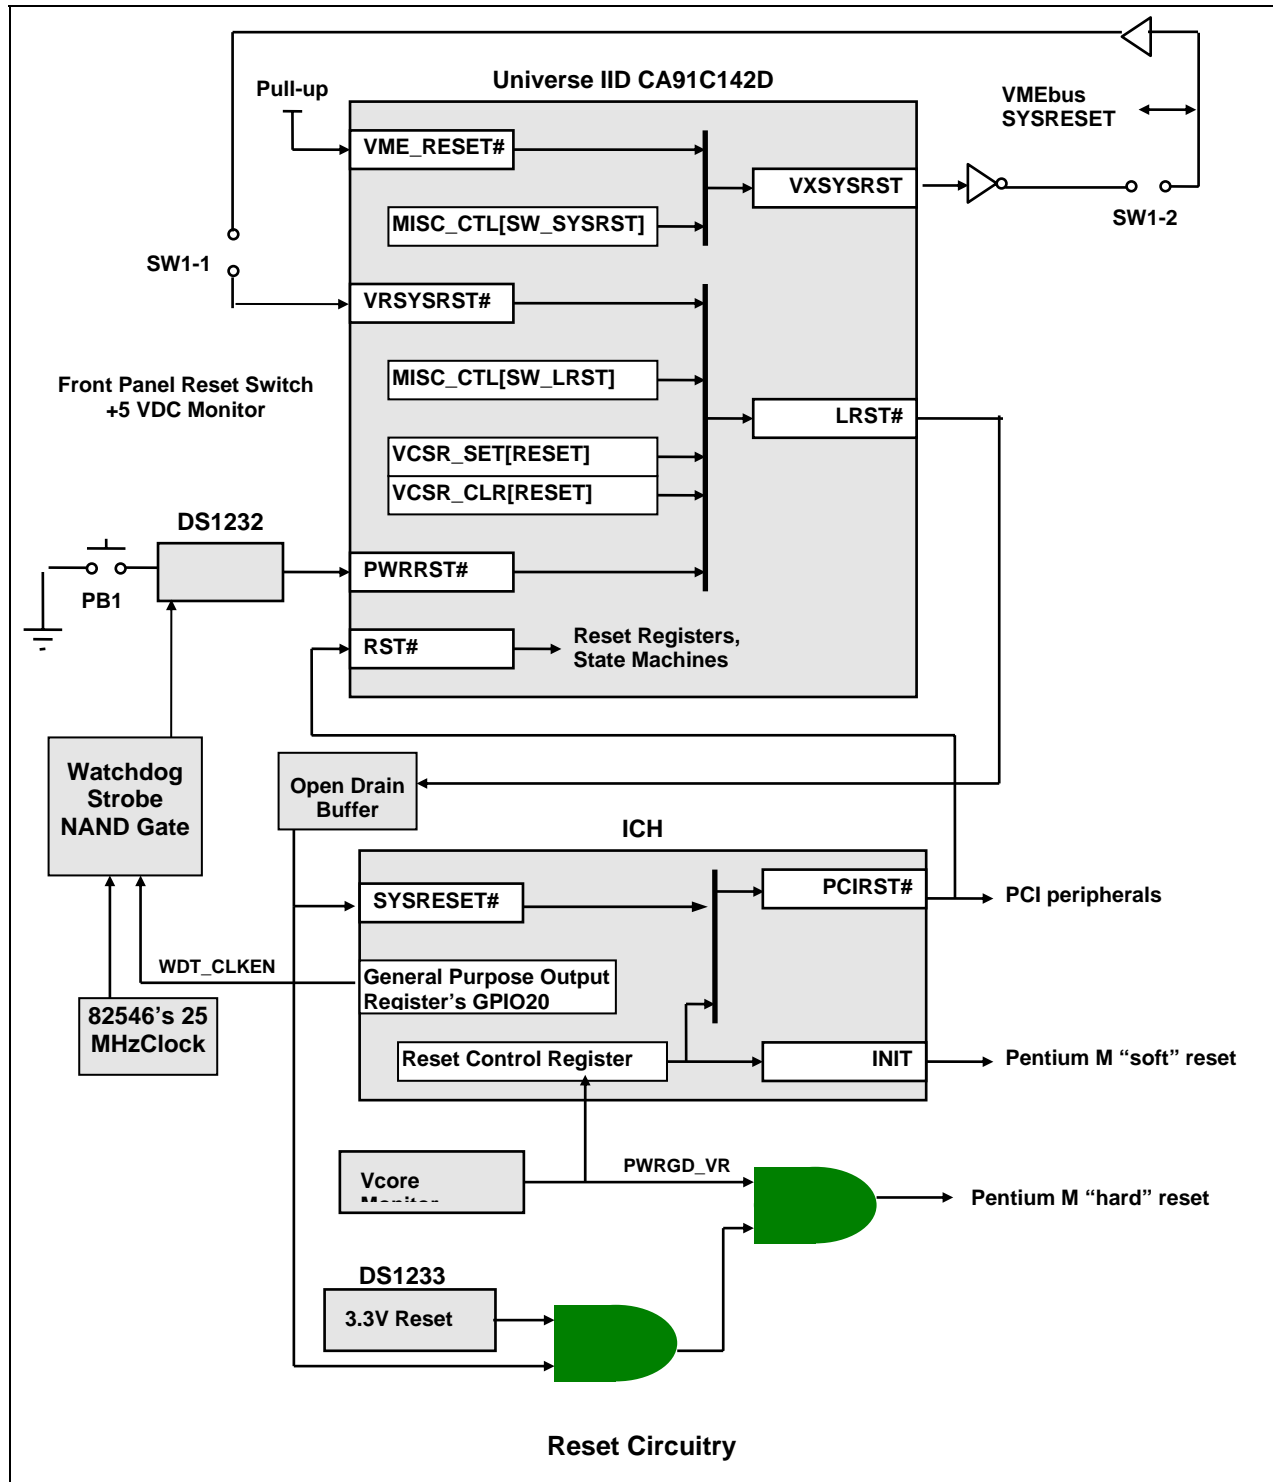 Universe IID CA91C142D
Pull-up
VMEbus
SYSRESET
VME_RESET#
VXSYSRST
MISC_CTL[SW_SYSRST]
SW1-2
SW1-1
VRSYSRST#
Front Panel Reset Switch
+5 VDC Monitor
MISC_CTL[SW_LRST]
LRST#
VCSR_SET[RESET]
VCSR_CLR[RESET]
DS1232
PB1
PWRRST#
RST#
Reset Registers,
State Machines
Watchdog
Strobe
NAND Gate
Open Drain
Buffer
ICH
SYSRESET#
PCIRST#
PCI peripherals
WDT_CLKEN
General Purpose Output
Register's GPIO20
82546's 25
MHzClock
Reset Control Register
INIT
Pentium M “soft” reset
Vcore
Monitor
PWRGD_VR
Pentium M “hard” reset
DS1233
3.3V Reset
Reset Circuitry